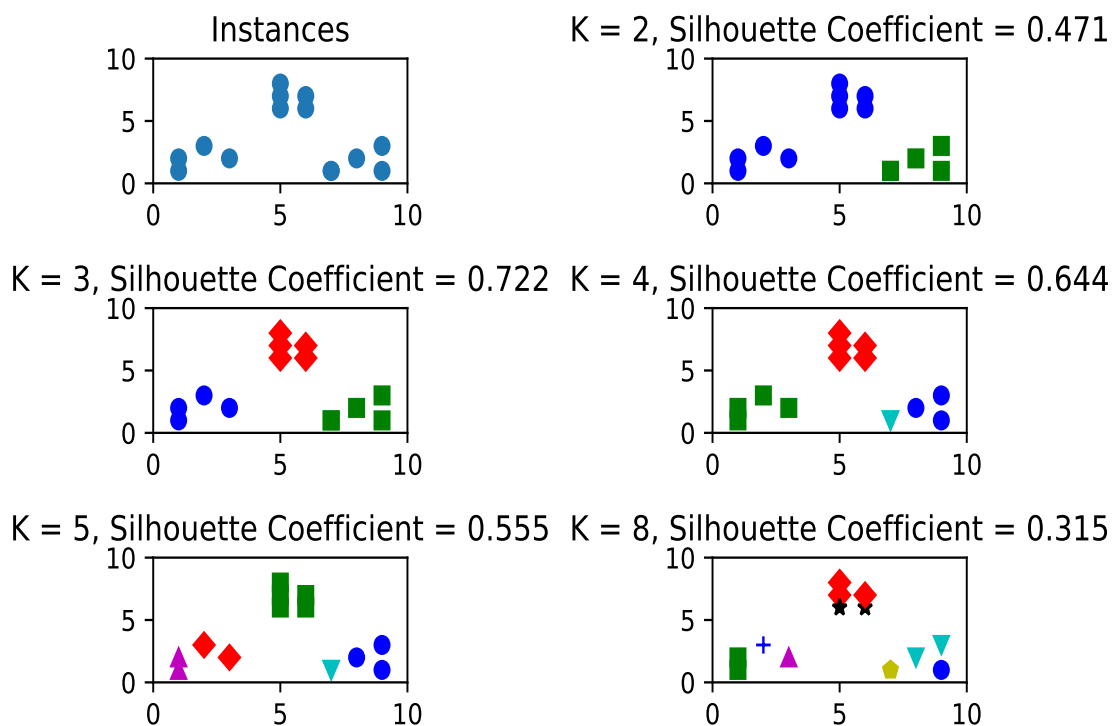 Instances
10
5
0
0 5 10
K = 2, Silhouette Coefficient = 0.471
10
5
0
0 5 10
K = 3, Silhouette Coefficient = 0.722
10
5
0
0 5 10
K = 4, Silhouette Coefficient = 0.644
10
5
0
0 5 10
K = 5, Silhouette Coefficient = 0.555
10
5
0
0 5 10
K = 8, Silhouette Coefficient = 0.315
10
5
0
0 5 10